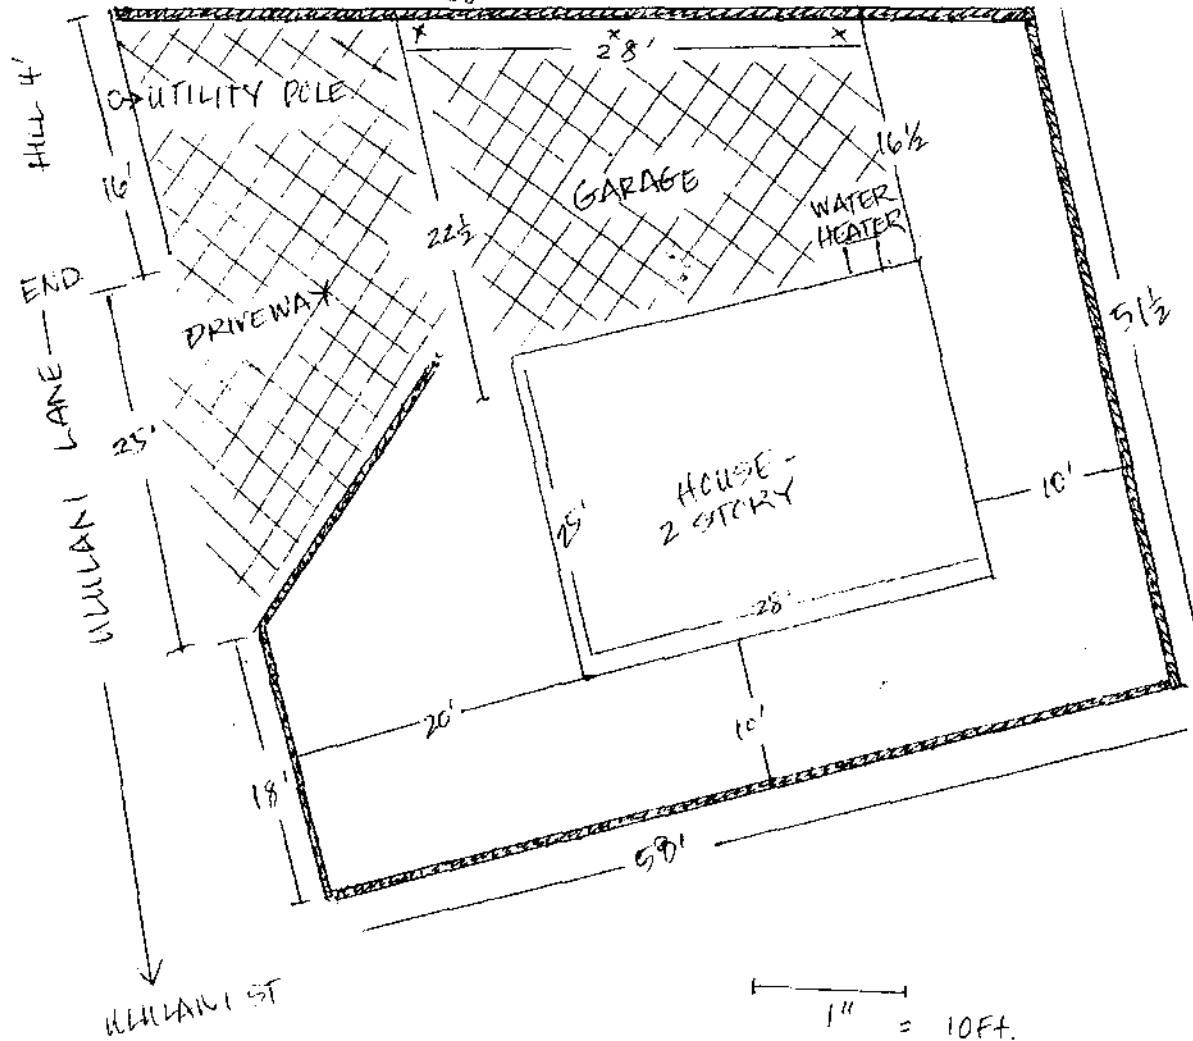 28'
HILL 4'
UTILITY POLE
16'
GARAGE
16½
WATER
HEATER
22½
END
DRIVEWAY
51½
LANE
25'
HOUSE -
2 STORY
10'
25'
28'
20'
10'
18'
58'
1" = 10Ft.